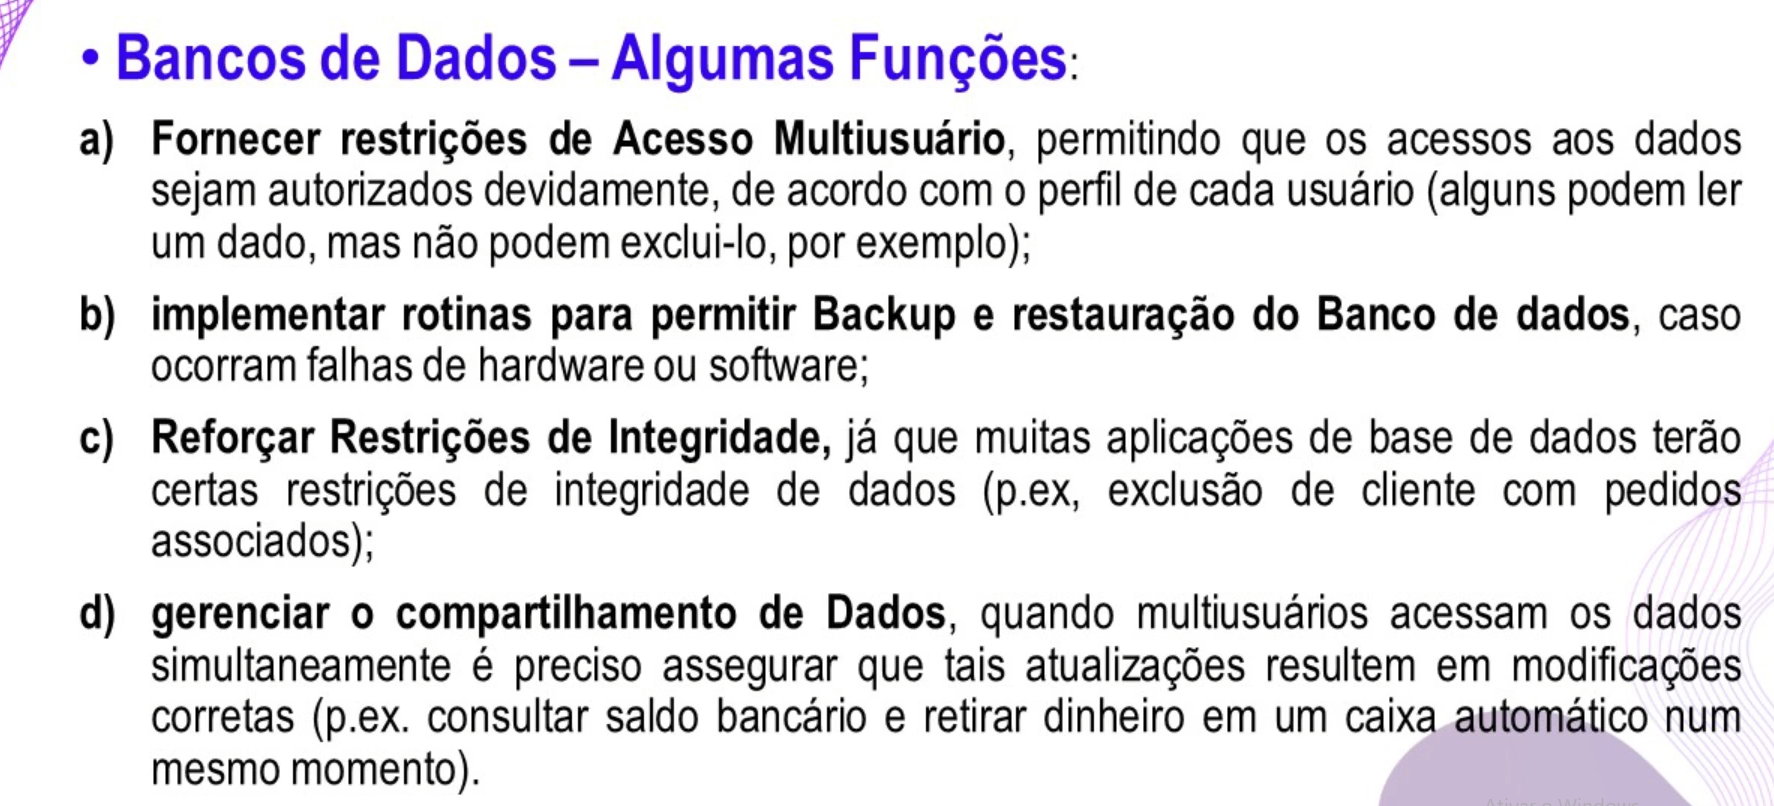 • Bancos de Dados – Algumas Funções:
a) Fornecer restrições de Acesso Multiusuário, permitindo que os acessos aos dados
sejam autorizados devidamente, de acordo com o perfil de cada usuário (alguns podem ler
um dado, mas não podem exclui-lo, por exemplo);
b) implementar rotinas para permitir Backup e restauração do Banco de dados, caso
ocorram falhas de hardware ou software;
c) Reforçar Restrições de Integridade, já que muitas aplicações de base de dados terão
certas restrições de integridade de dados (p.ex, exclusão de cliente com pedidos
associados);
d) gerenciar o compartilhamento de Dados, quando multiusuários acessam os dados
simultaneamente é preciso assegurar que tais atualizações resultem em modificações
corretas (p.ex. consultar saldo bancário e retirar dinheiro em um caixa automático num
mesmo momento).
Ativar o Windows